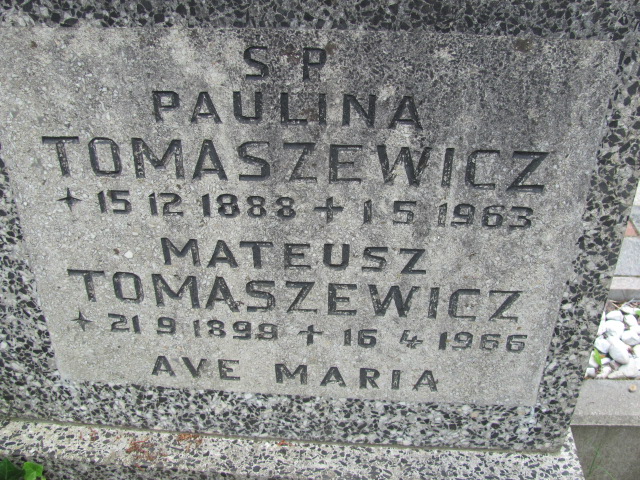 S P
PAULINA
TOMASZEWICZ
15 12 1888 + 1 5 1963
MATEUSZ
TOMASZEWICZ
21 9 1899 + 16 4 1966
AVE MARIA